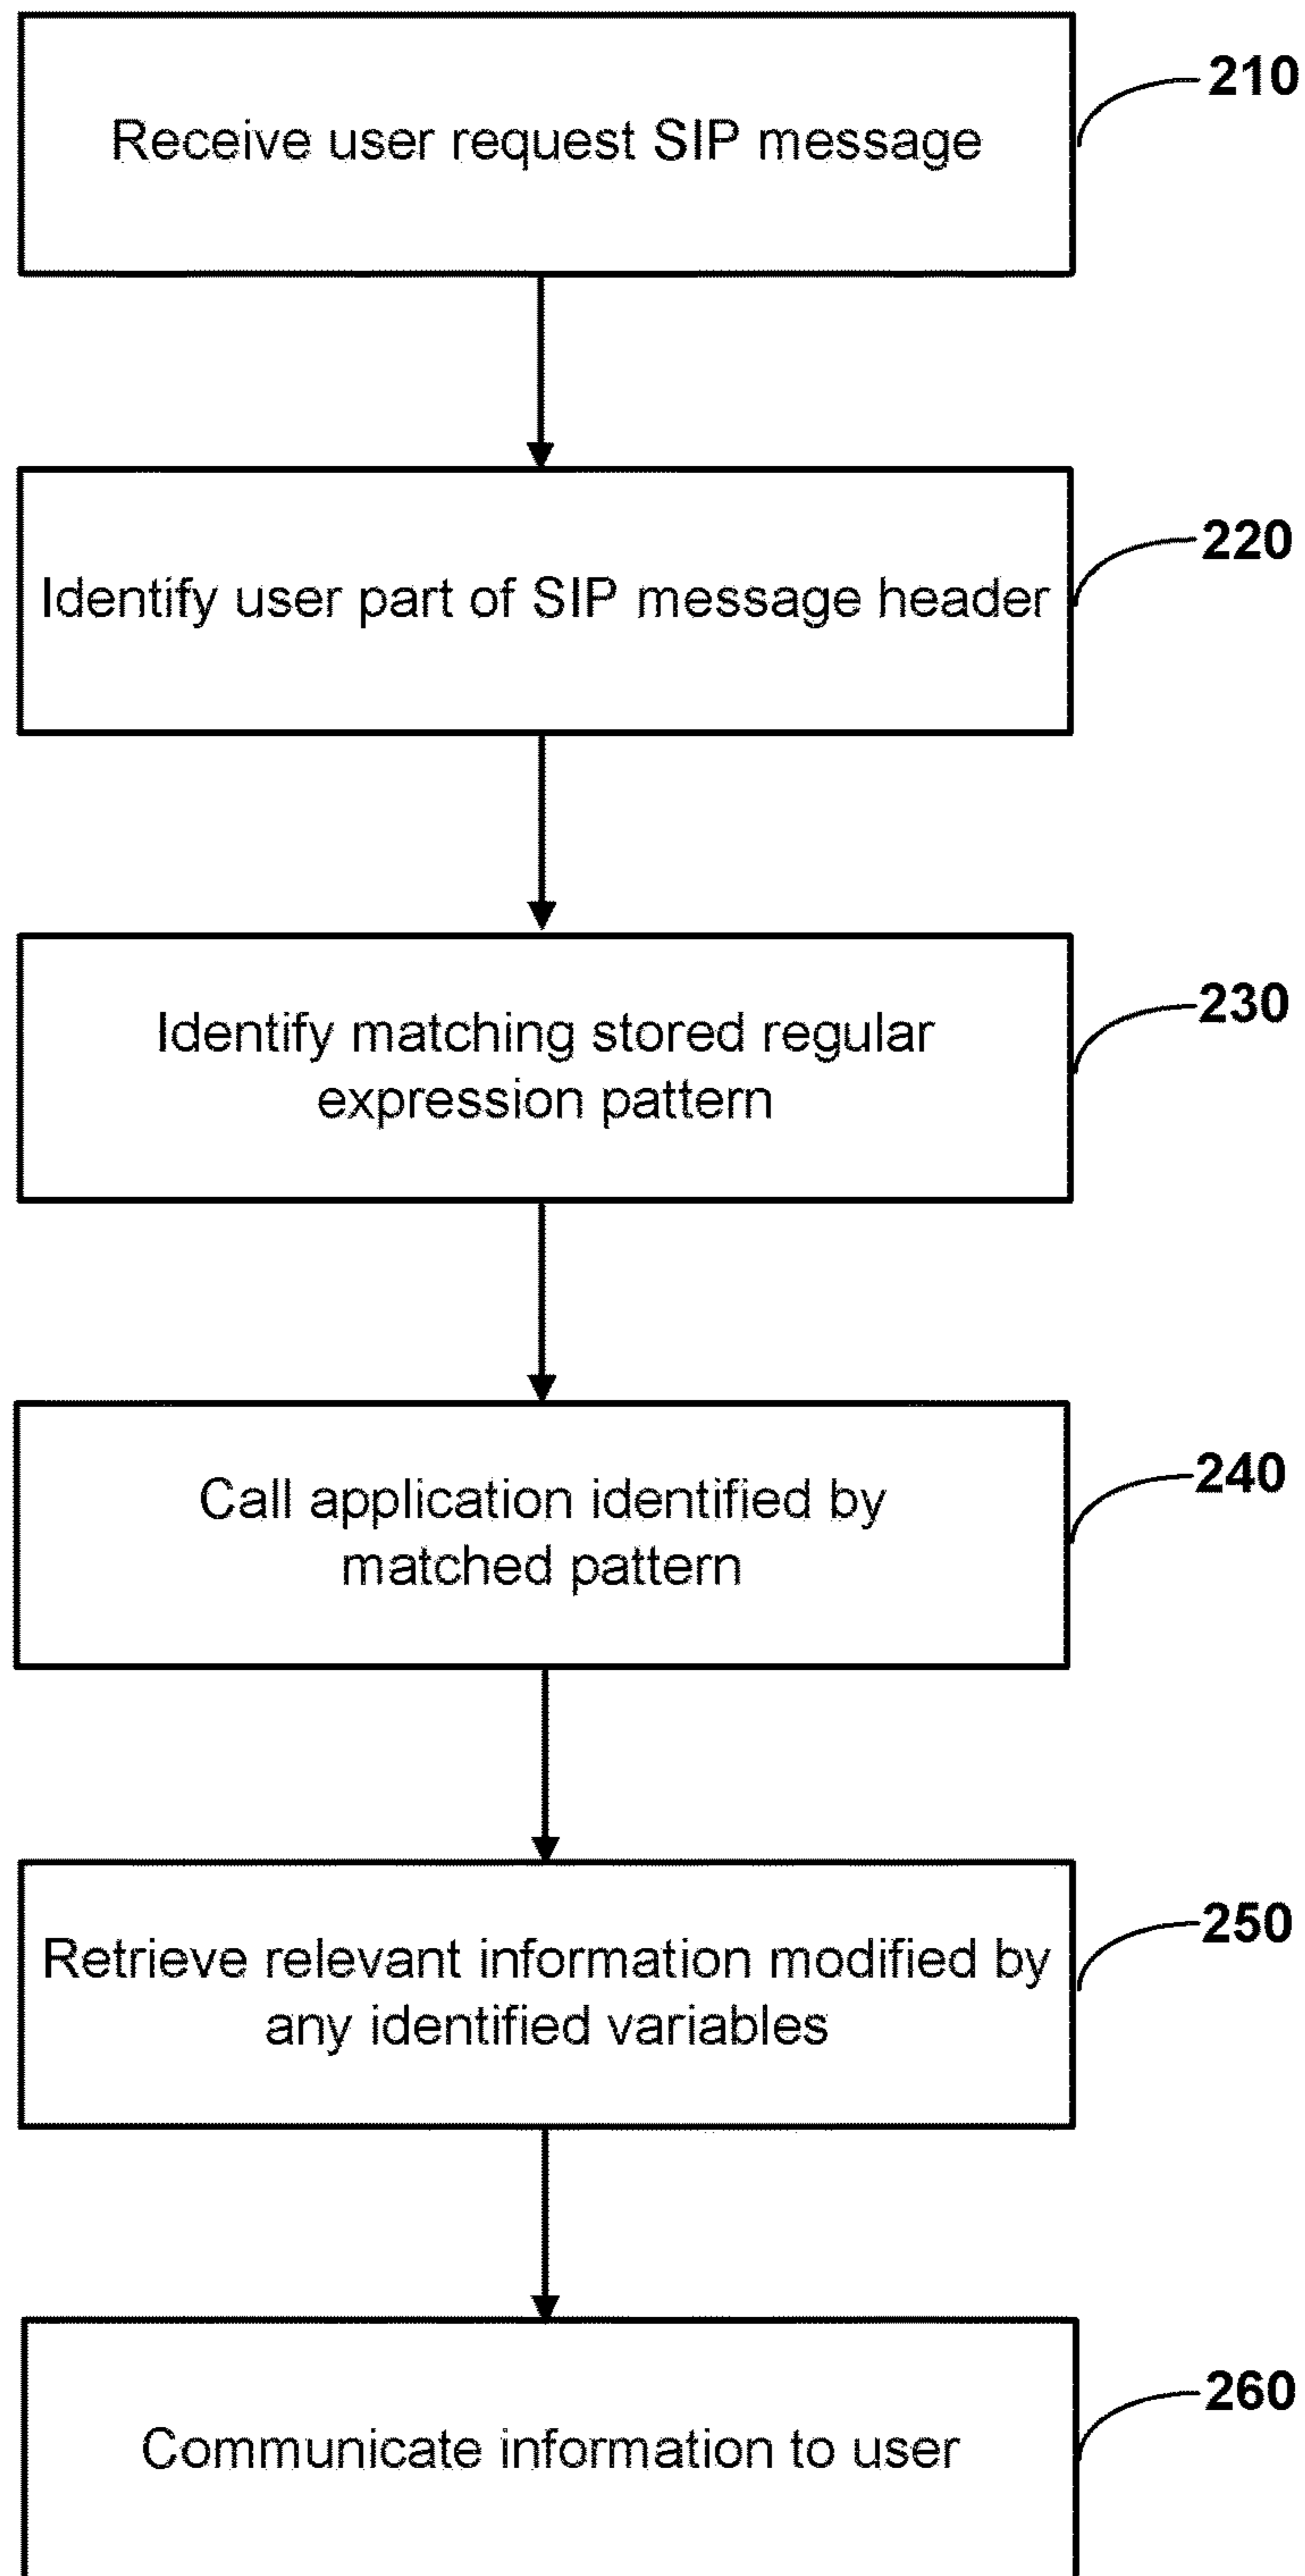 210
Receive user request SIP message
220
Identify user part of SIP message header
230
Identify matching stored regular
expression pattern
240
Call application identified by
matched pattern
250
Retrieve relevant information modified by
any identified variables
260
Communicate information to user